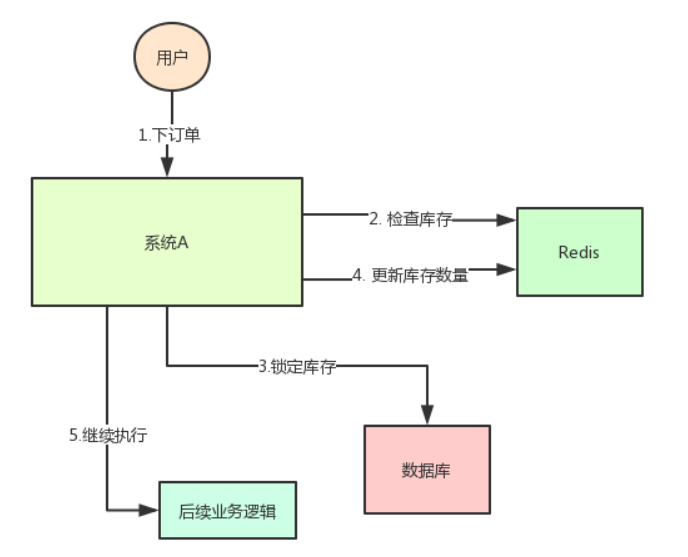 用户
1.下订单
系统A
2. 检查库存
Redis
4. 更新库存数量
3.锁定库存
5.继续执行
数据库
后续业务逻辑